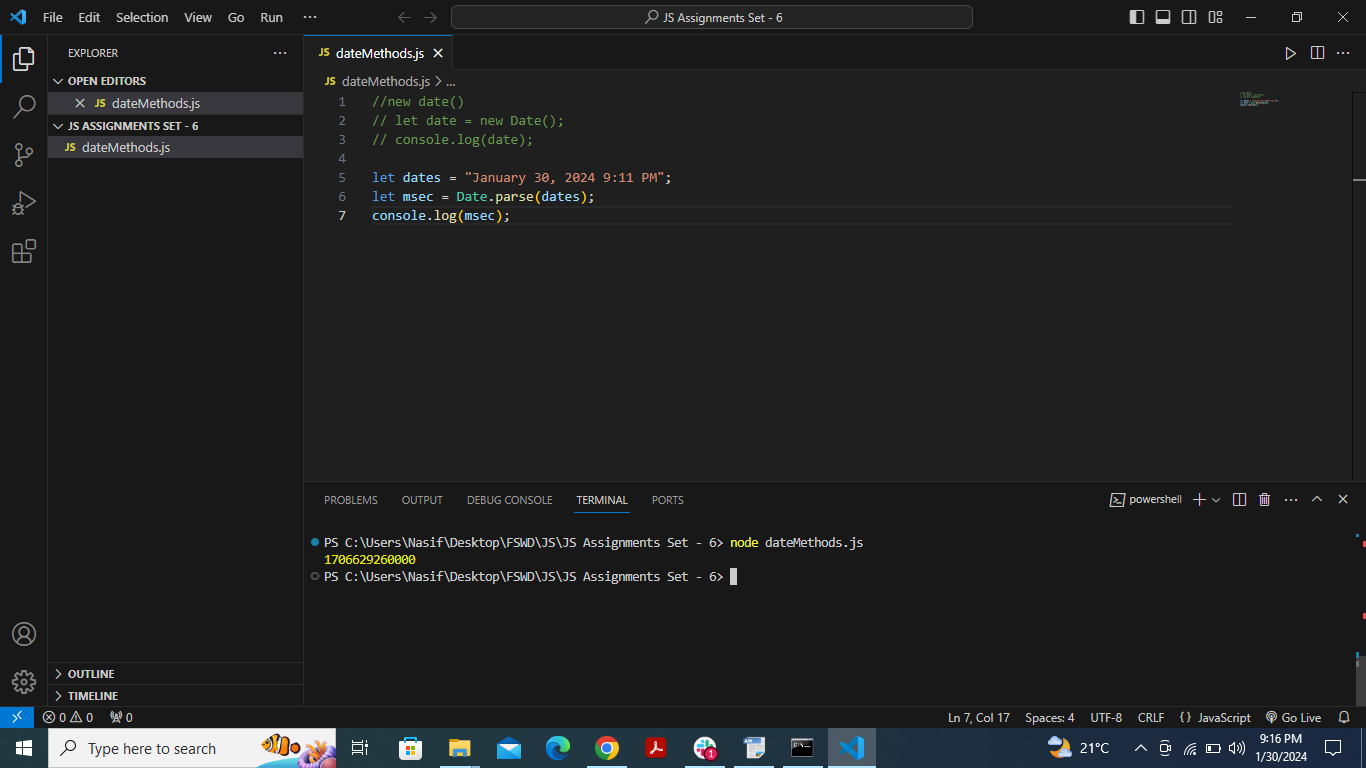 File Edit Selection View Go Run ··· JS Assignments Set - 6
EXPLORER ···
OPEN EDITORS
JS dateMethods.js
JS ASSIGNMENTS SET - 6
JS dateMethods.js
OUTLINE
TIMELINE
JS dateMethods.js
JS dateMethods.js > ...
1 //new date()
2 // let date = new Date();
3 // console.log(date);
4
5 let dates = "January 30, 2024 9:11 PM";
6 let msec = Date.parse(dates);
7 console.log(msec);
PROBLEMS OUTPUT DEBUG CONSOLE TERMINAL PORTS powershell
PS C:\Users\Nasif\Desktop\FSWD\JS\JS Assignments Set - 6> node dateMethods.js
1706629260000
PS C:\Users\Nasif\Desktop\FSWD\JS\JS Assignments Set - 6>
0 0 0 Ln 7, Col 17 Spaces: 4 UTF-8 CRLF {} JavaScript Go Live
Type here to search 1 21°C 9:16 PM
1/30/2024